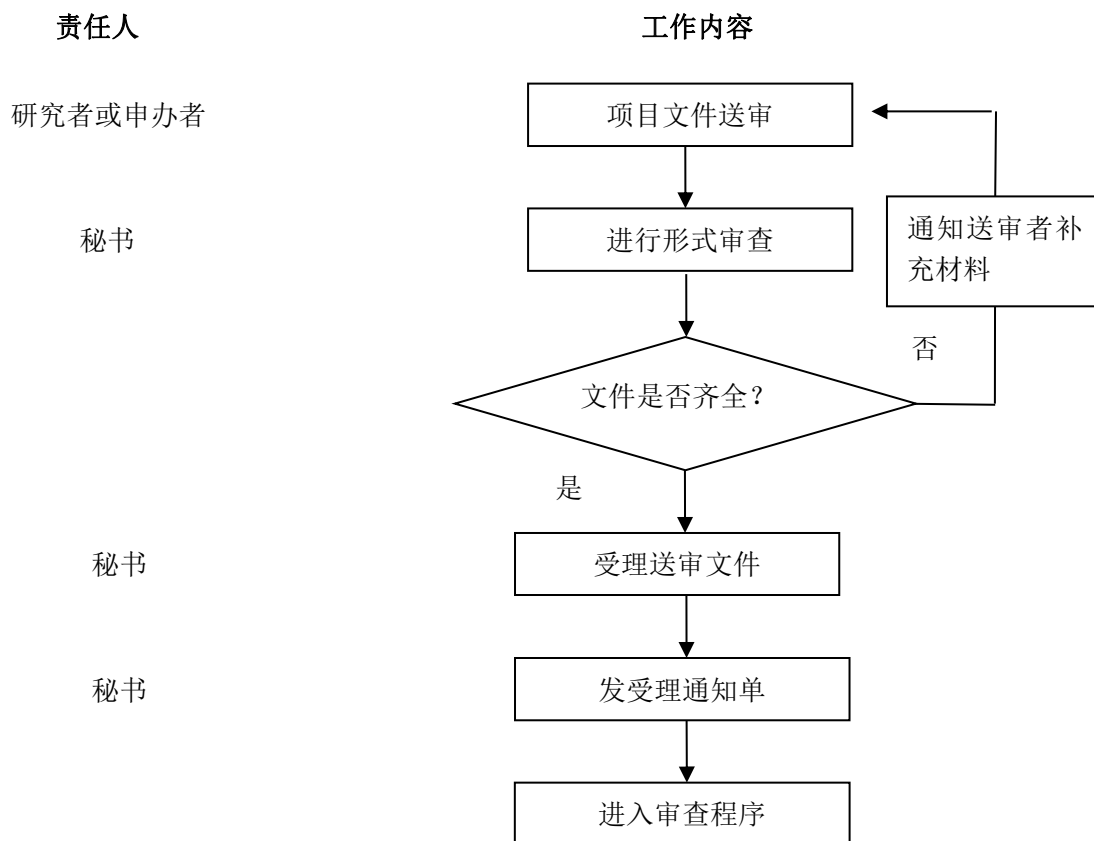 责任人 工作内容
研究者或申办者 项目文件送审
秘书 进行形式审查 通知送审者补
充材料
否
文件是否齐全？
是
秘书 受理送审文件
秘书 发受理通知单
进入审查程序